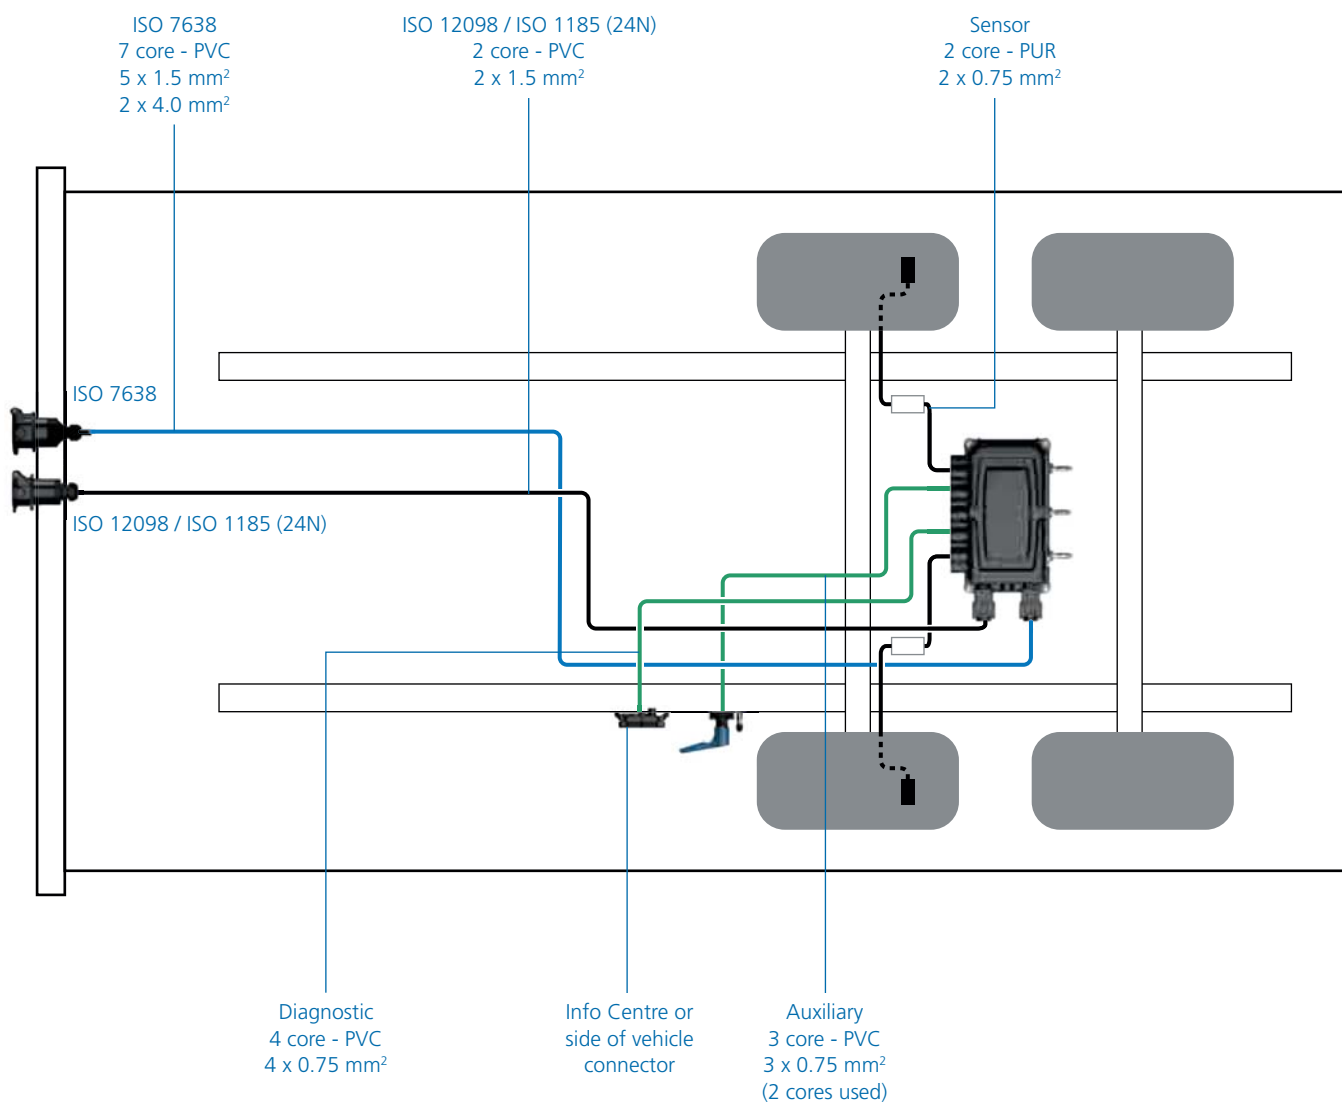 ISO 7638
7 core - PVC
5 x 1.5 mm²
2 x 4.0 mm²
ISO 12098 / ISO 1185 (24N)
2 core - PVC
2 x 1.5 mm²
Sensor
2 core - PUR
2 x 0.75 mm²
ISO 7638
ISO 12098 / ISO 1185 (24N)
Diagnostic
4 core - PVC
4 x 0.75 mm²
Info Centre or
side of vehicle
connector
Auxiliary
3 core - PVC
3 x 0.75 mm²
(2 cores used)